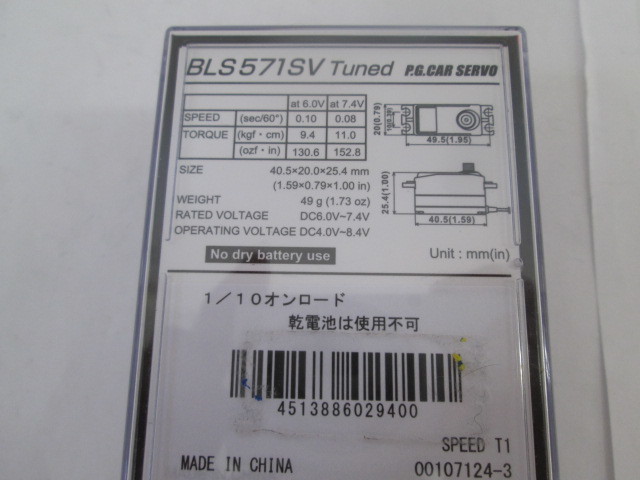 BLS571SV Tuned P.G.CAR SERVO
at 6.0V at 7.4V
SPEED (sec/60°) 0.10 0.08
TORQUE (kgf・cm) 9.4 11.0
(ozf・in) 130.6 152.8
SIZE 40.5×20.0×25.4 mm
(1.59×0.79×1.00 in)
WEIGHT 49 g (1.73 oz)
RATED VOLTAGE DC6.0V~7.4V
OPERATING VOLTAGE DC4.0V~8.4V
20(0.79)
49.5(1.95)
25.4(1.00)
40.5(1.59)
No dry battery use Unit : mm(in)
1/10オンロード
乾電池は使用不可
4513886029400
SPEED T1
MADE IN CHINA 00107124-3